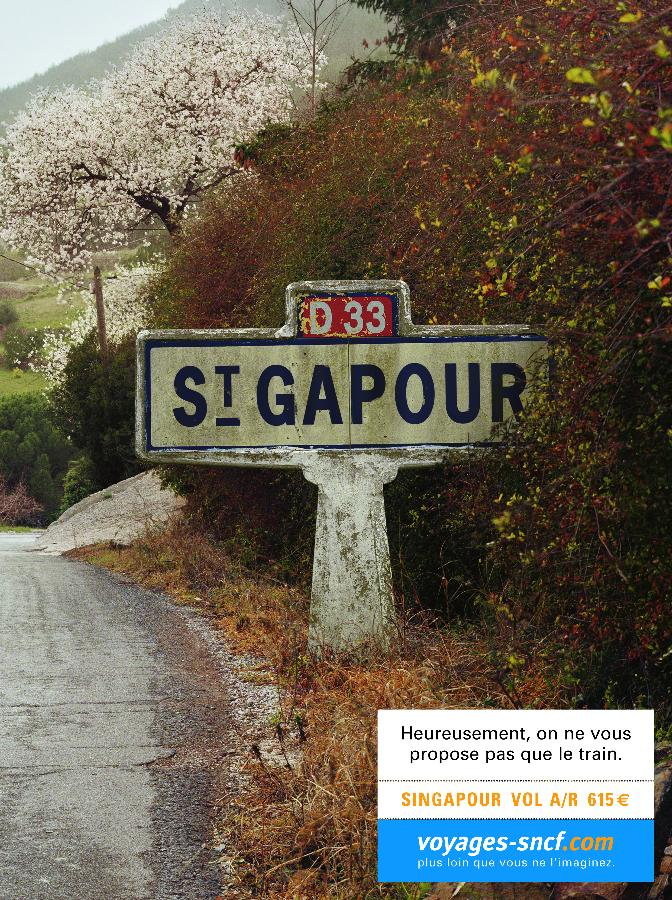 D 33
ST GAPOUR
Heureusement, on ne vous
propose pas que le train.
SINGAPOUR VOL A/R 615€
voyages-sncf.com
plus loin que vous ne l'imaginez.